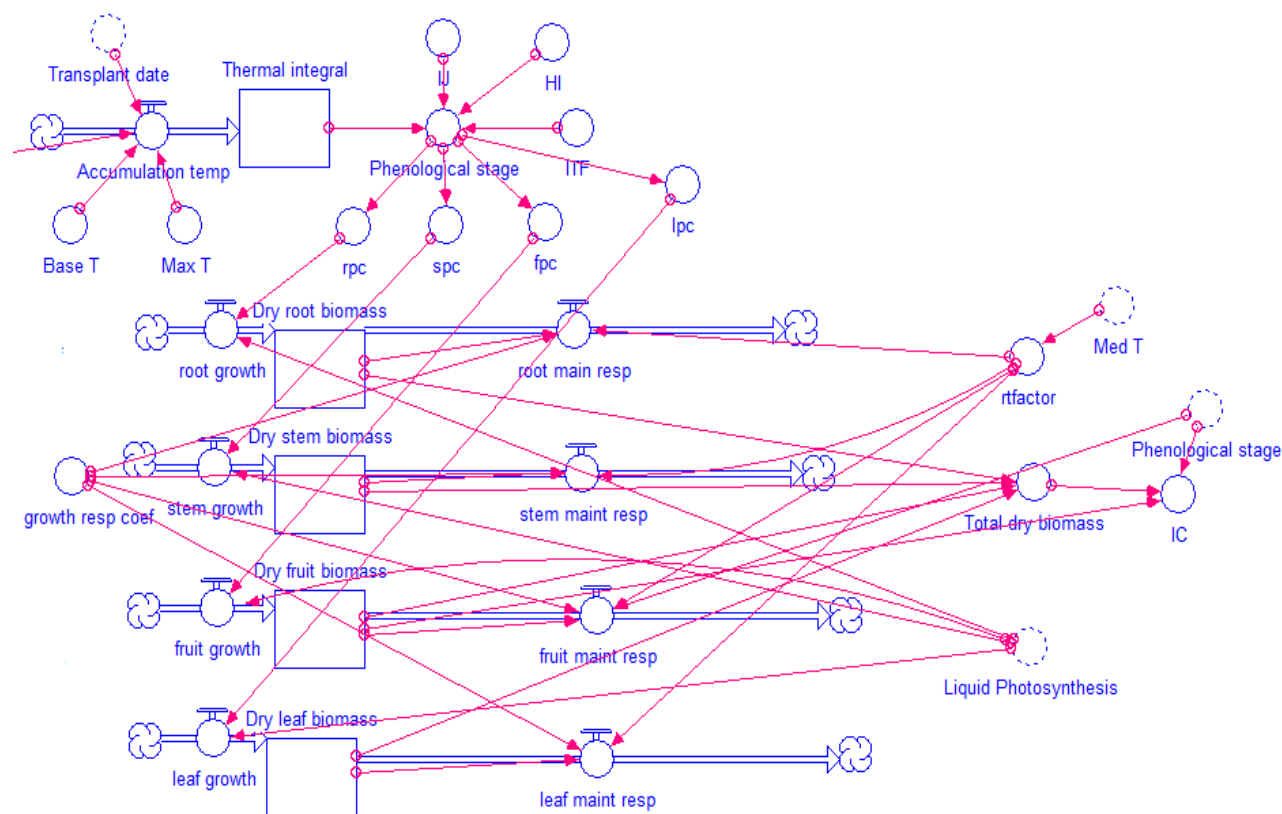 Transplant date
Thermal integral
IJ
HI
Accumulation temp
Phenological stage
ITF
lpc
Base T
Max T
rpc
spc
fpc
Dry root biomass
root growth
root main resp
Med T
rtfactor
Dry stem biomass
Phenological stage
growth resp coef
stem growth
stem maint resp
Total dry biomass
IC
Dry fruit biomass
fruit growth
fruit maint resp
Liquid Photosynthesis
Dry leaf biomass
leaf growth
leaf maint resp